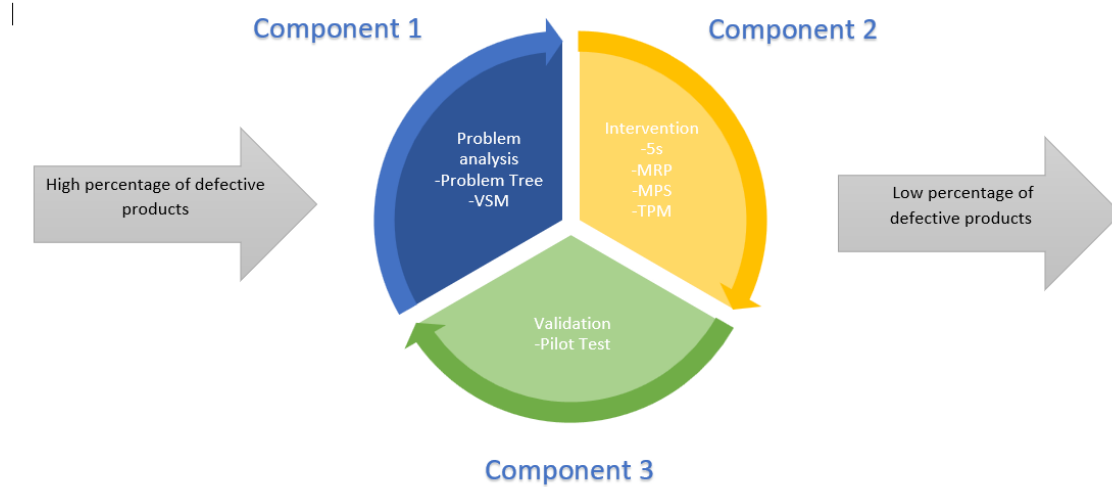 Component 1
Component 2
High percentage of defective
products
Problem
analysis
-Problem Tree
-VSM
Intervention
-5s
-MRP
-MPS
-TPM
Low percentage of
defective products
Validation
-Pilot Test
Component 3